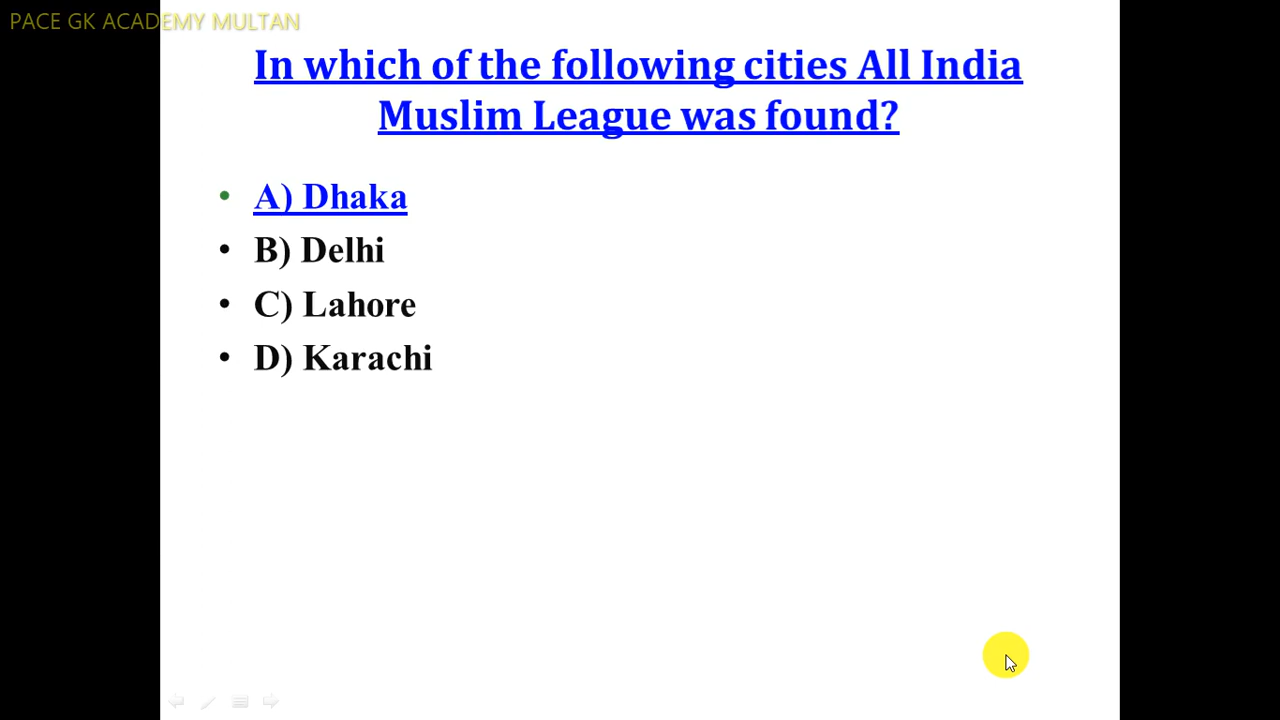 PACE GK ACADEMY MULTAN
In which of the following cities All India
Muslim League was found?
• A) Dhaka
• B) Delhi
• C) Lahore
• D) Karachi